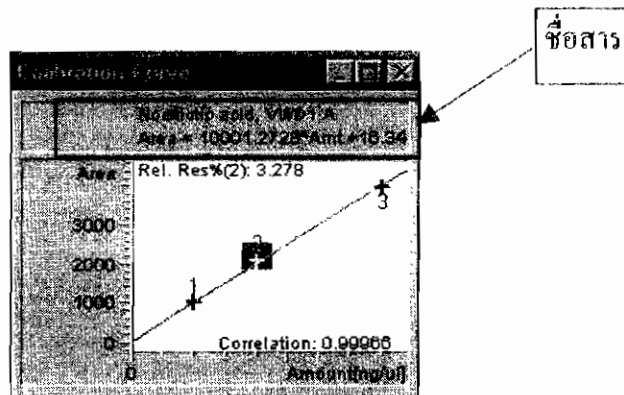 ชื่อสาร
Calibration Curve
Area = 10001.2728*Amt +16.34
Area
Rel. Res%(2): 3.278
3000
2000
1000
0
1
2
3
Correlation: 0.99966
0
Amount[ng/ul]